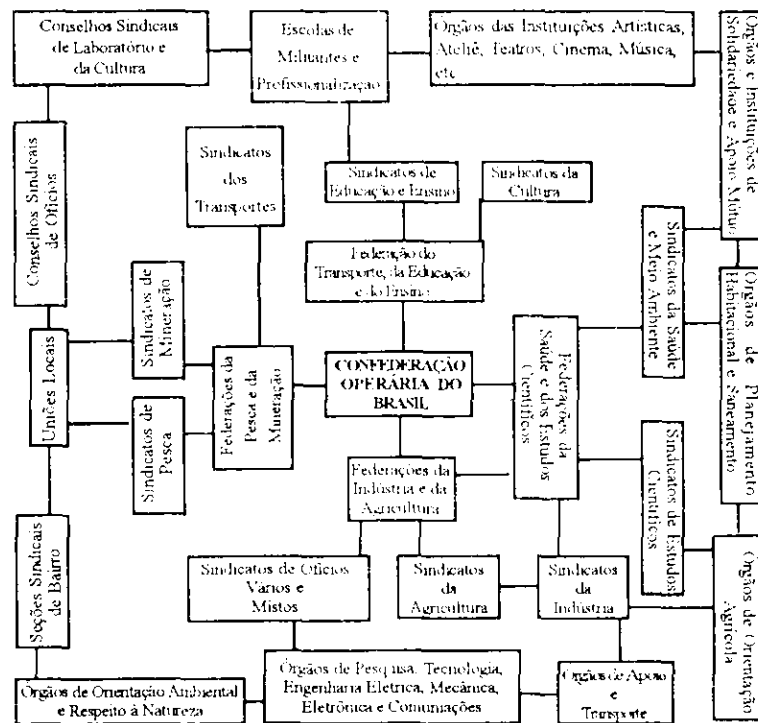 Conselhos Sindicais
de Laboratório e
da Cultura
Escolas de
Militantes e
Profissionalização
Órgãos das Instituições Artísticas,
Ateliê, Teatros, Cinema, Música,
etc
Órgãos e Instituições de
Solidariedade e Apoio Mútuo
Conselhos Sindicais
de Ofícios
Sindicatos
dos
Transportes
Sindicatos de
Educação e Ensino
Sindicatos da
Cultura
Federação do
Transporte, da Educação
e do Ensino
Sindicatos da Saúde
e Meio Ambiente
Órgãos de Planejamento
Habitacional e Saneamento
Uniões Locais
Sindicatos de
Mineração
Sindicatos de
Pesca
Federações da
Pesca e da
Mineração
CONFEDERAÇÃO
OPERÁRIA DO
BRASIL
Federações da
Saúde e dos Estudos
Científicos
Federações da
Indústria e da
Agricultura
Sindicatos de Estudos
Científicos
Seções Sindicais
de Bairro
Sindicatos de Ofícios
Vários e
Mistos
Sindicatos
da
Agricultura
Sindicatos
da
Indústria
Órgãos de Orientação
Agrícola
Órgãos de Orientação Ambiental
e Respeito à Natureza
Órgãos de Pesquisa, Tecnologia,
Engenharia Elétrica, Mecânica,
Eletrônica e Comuniações
Órgãos de Apoio
e
Transporte